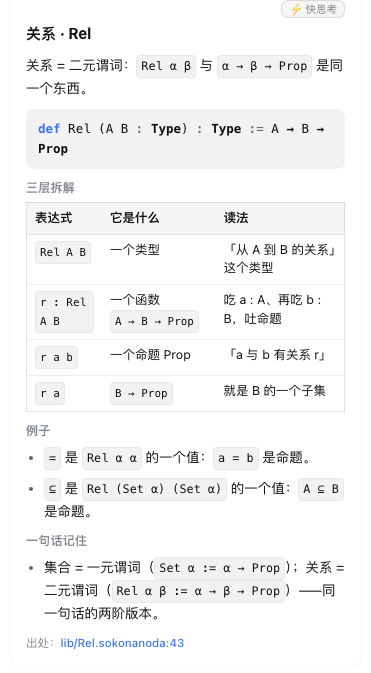 ⚡ 快思考
关系 · Rel
关系 = 二元谓词： Rel α β 与 α → β → Prop 是同
一个东西。
def Rel (A B : Type) : Type := A → B →
Prop
三层拆解
表达式 它是什么 读法
Rel A B 一个类型 「从 A 到 B 的关系」
这个类型
r : Rel 一个函数 吃 a : A、再吃 b :
A B A → B → Prop B，吐命题
r a b 一个命题 Prop 「a 与 b 有关系 r」
r a B → Prop 就是 B 的一个子集
例子
• = 是 Rel α α 的一个值： a = b 是命题。
• ⊆ 是 Rel (Set α) (Set α) 的一个值： A ⊆ B
是命题。
一句话记住
• 集合 = 一元谓词（ Set α := α → Prop ）；关系 =
二元谓词（ Rel α β := α → β → Prop ）——同
一句话的两阶版本。
出处： lib/Rel.sokonanoda:43